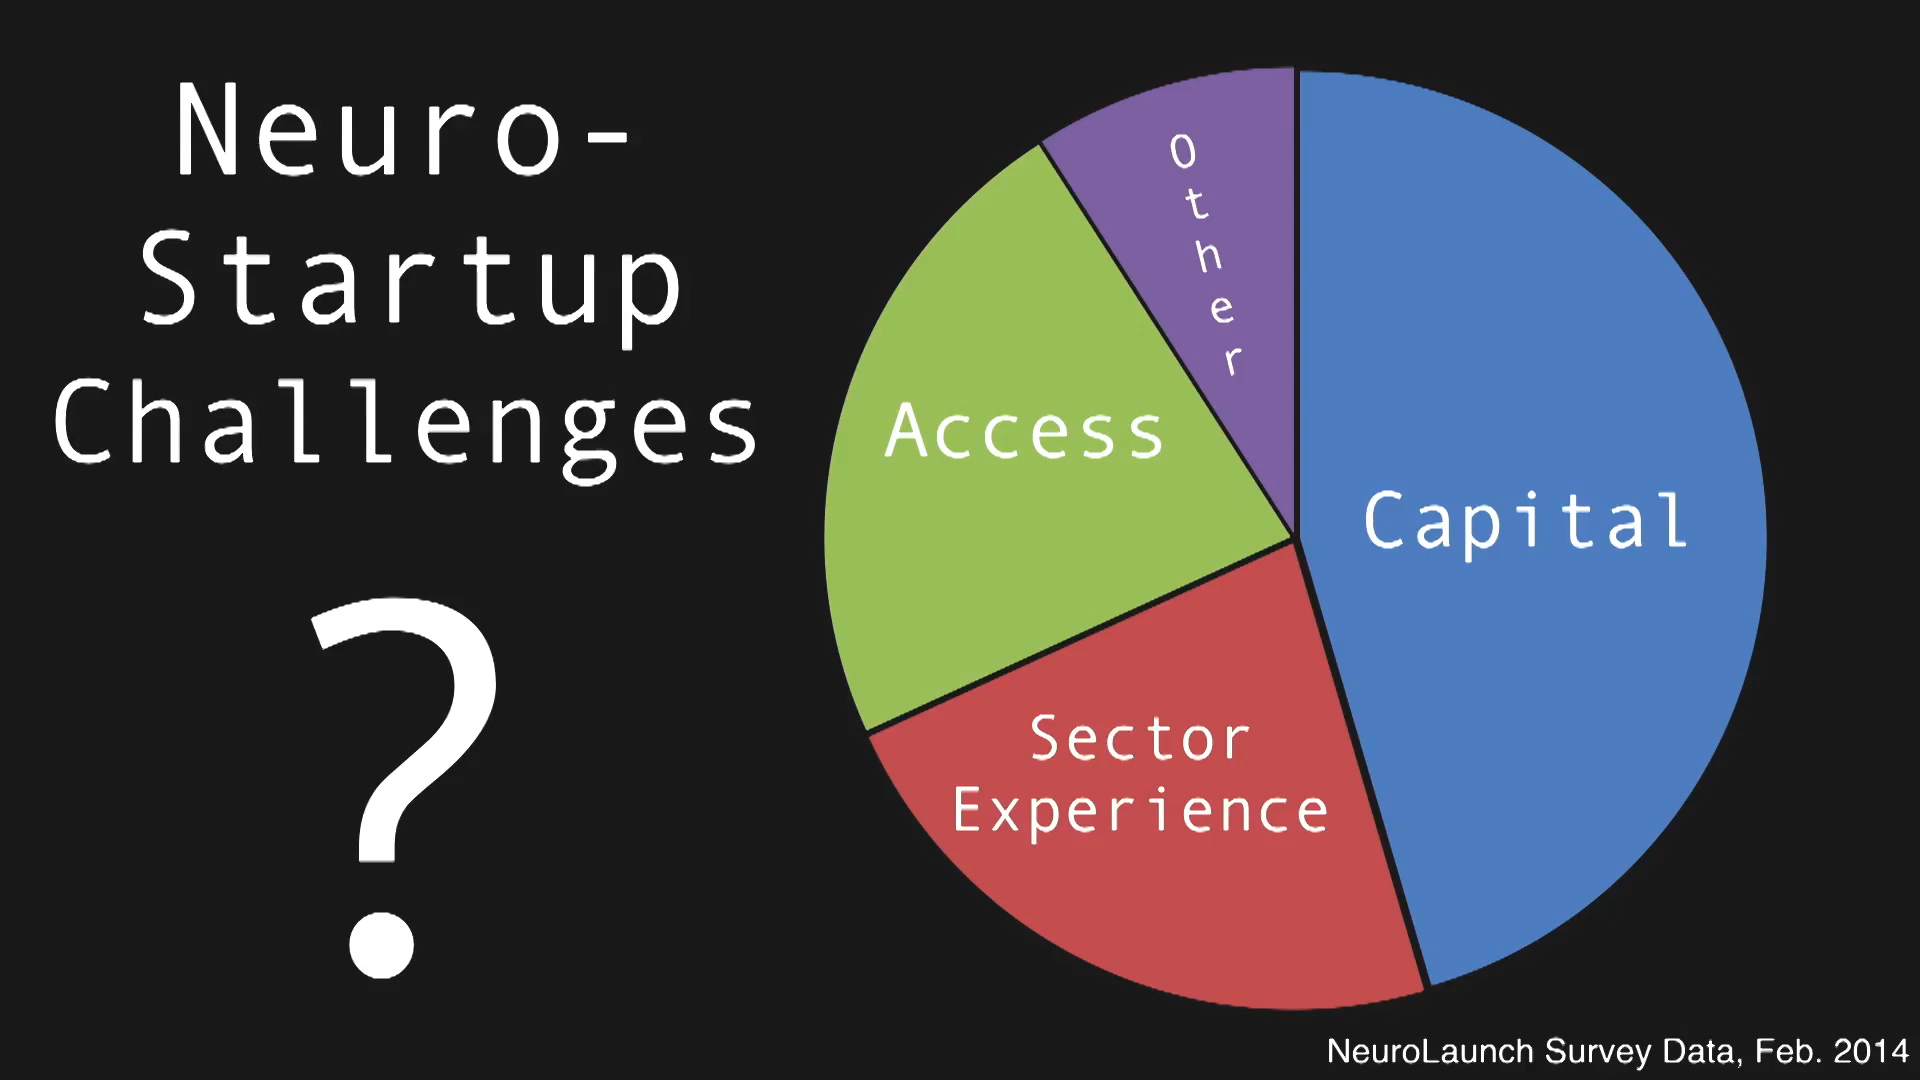 Neuro-
Startup
Challenges
?
Other
Access
Capital
Sector
Experience
NeuroLaunch Survey Data, Feb. 2014